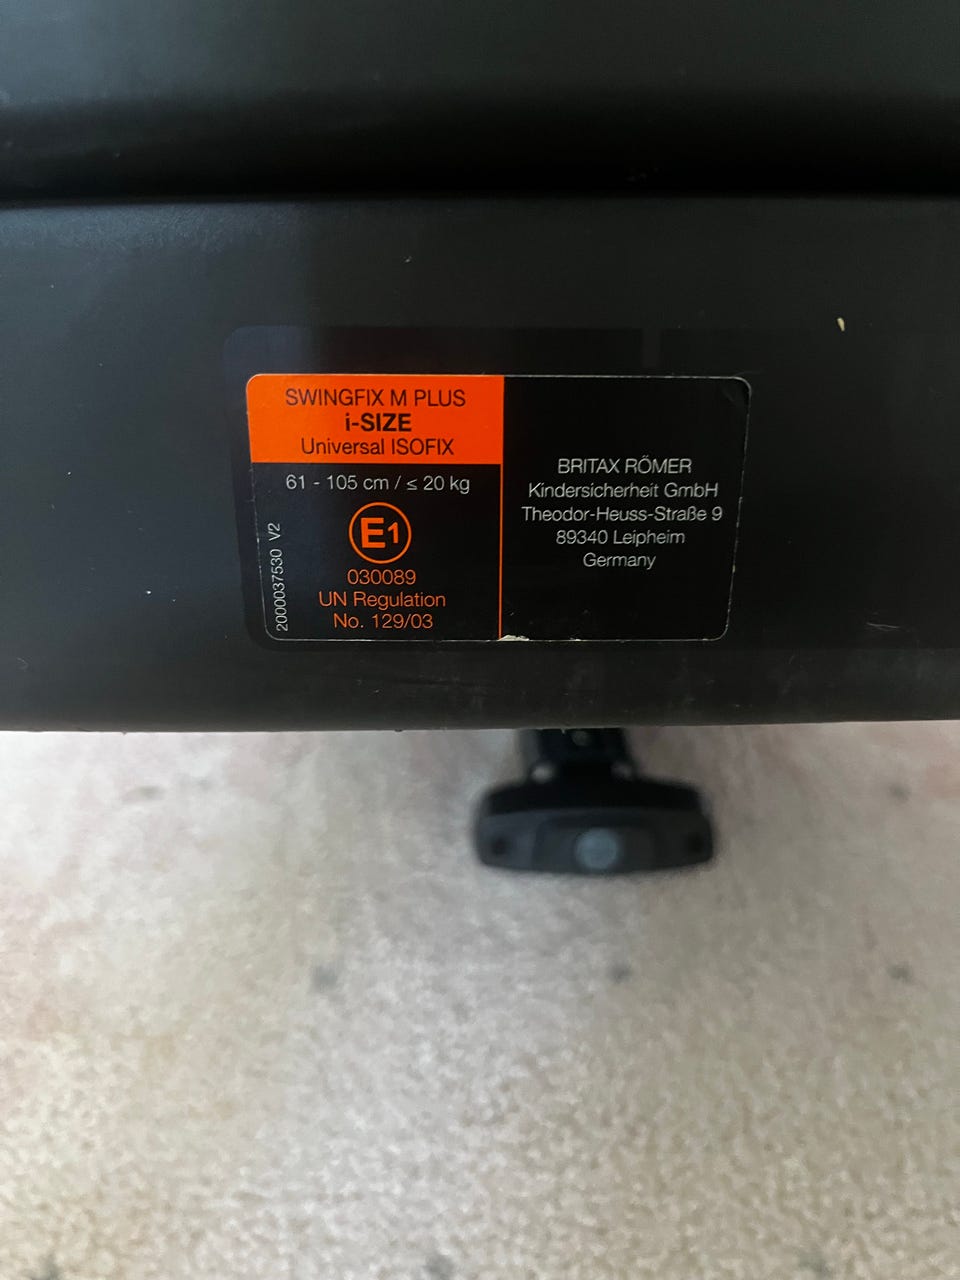 SWINGFIX M PLUS
i-SIZE
Universal ISOFIX
61 - 105 cm / ≤ 20 kg
E1
030089
UN Regulation
No. 129/03
2000037530 V2
BRITAX RÖMER
Kindersicherheit GmbH
Theodor-Heuss-Straße 9
89340 Leipheim
Germany